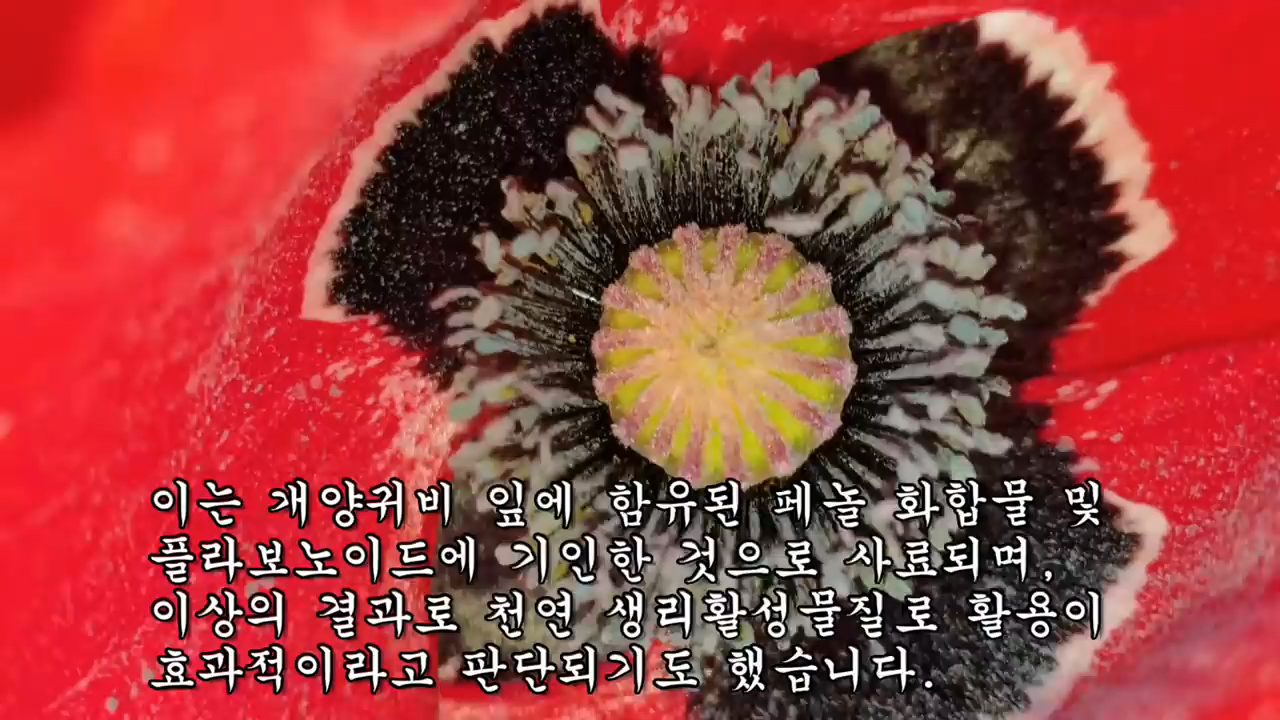 이는 개양귀비 잎에 함유된 페놀 화합물 및
플라보노이드에 기인한 것으로 사료되며,
이상의 결과로 천연 생리활성물질로 활용이
효과적이라고 판단되기도 했습니다.